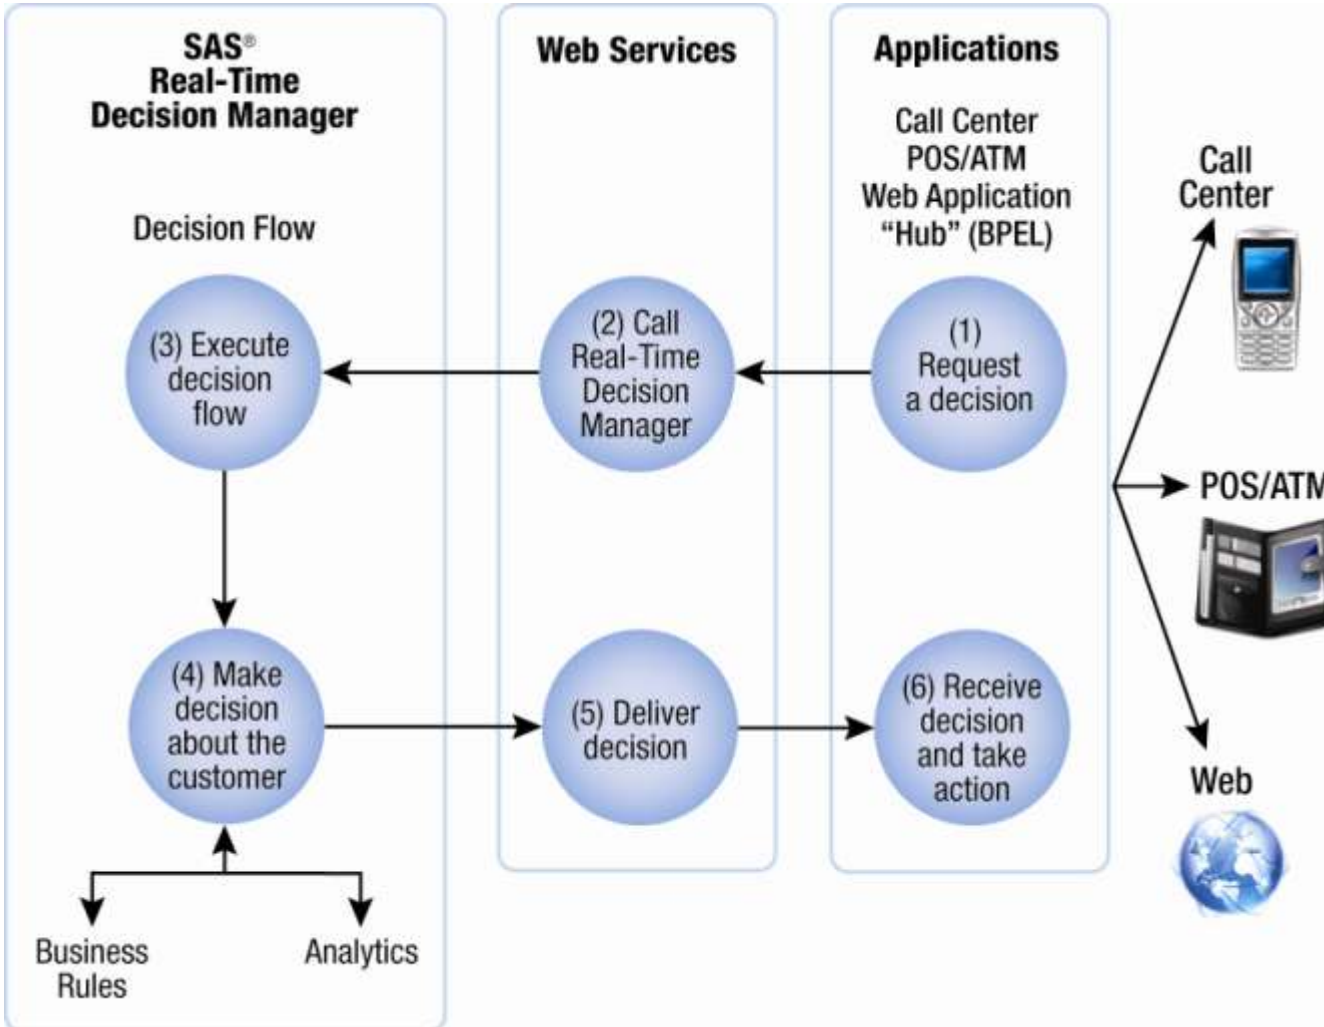 SAS®
Real-Time
Decision Manager
Decision Flow
(3) Execute
decision
flow
(4) Make
decision
about the
customer
Business
Rules
Analytics
Web Services
(2) Call
Real-Time
Decision
Manager
(5) Deliver
decision
Applications
Call Center
POS/ATM
Web Application
“Hub” (BPEL)
(1)
Request
a decision
(6) Receive
decision
and take
action
Call
Center
POS/ATM
Web